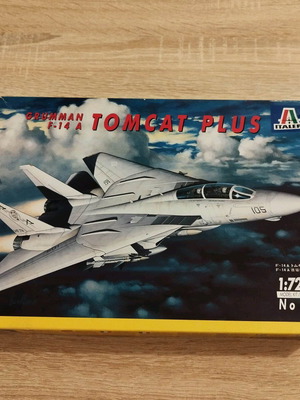 GRUMMAN
F-14 A
TOMCAT PLUS
ITALERI
105
1:72
No